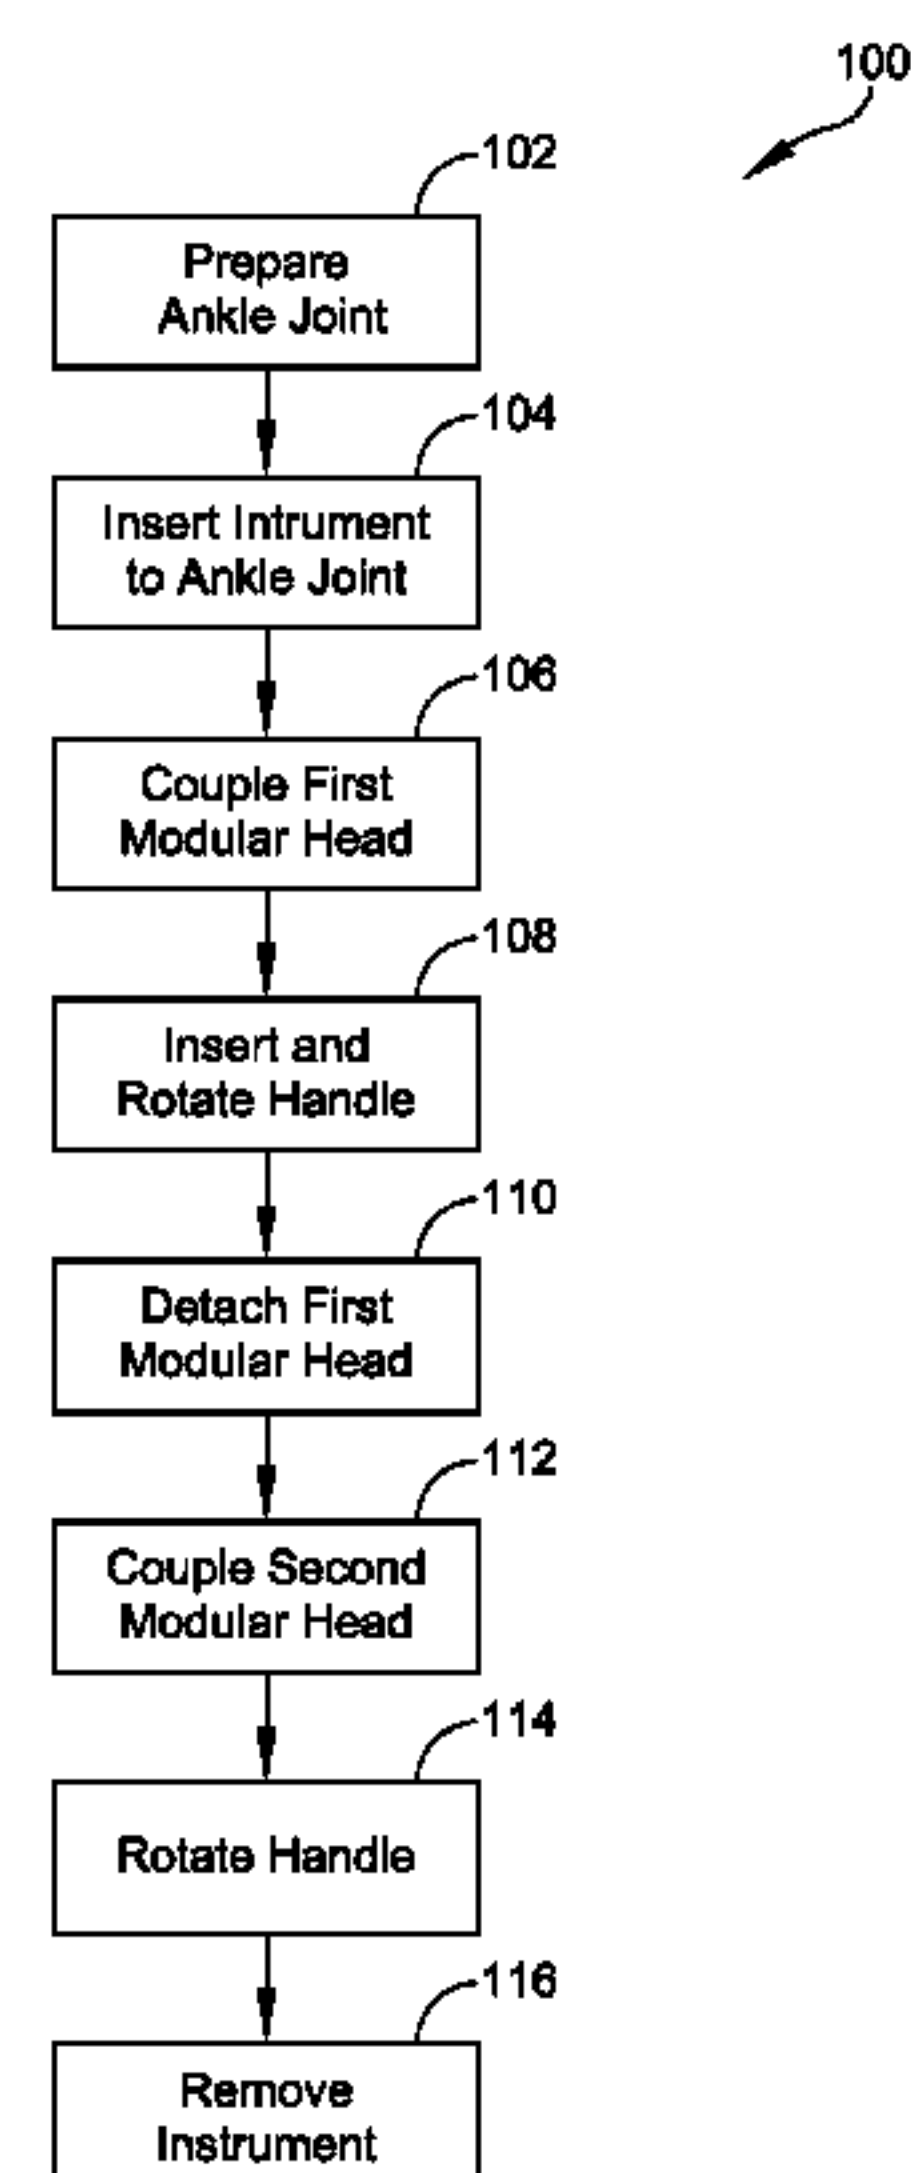 100
102
Prepare
Ankle Joint
104
Insert Intrument
to Ankle Joint
106
Couple First
Modular Head
108
Insert and
Rotate Handle
110
Detach First
Modular Head
112
Couple Second
Modular Head
114
Rotate Handle
116
Remove
Instrument